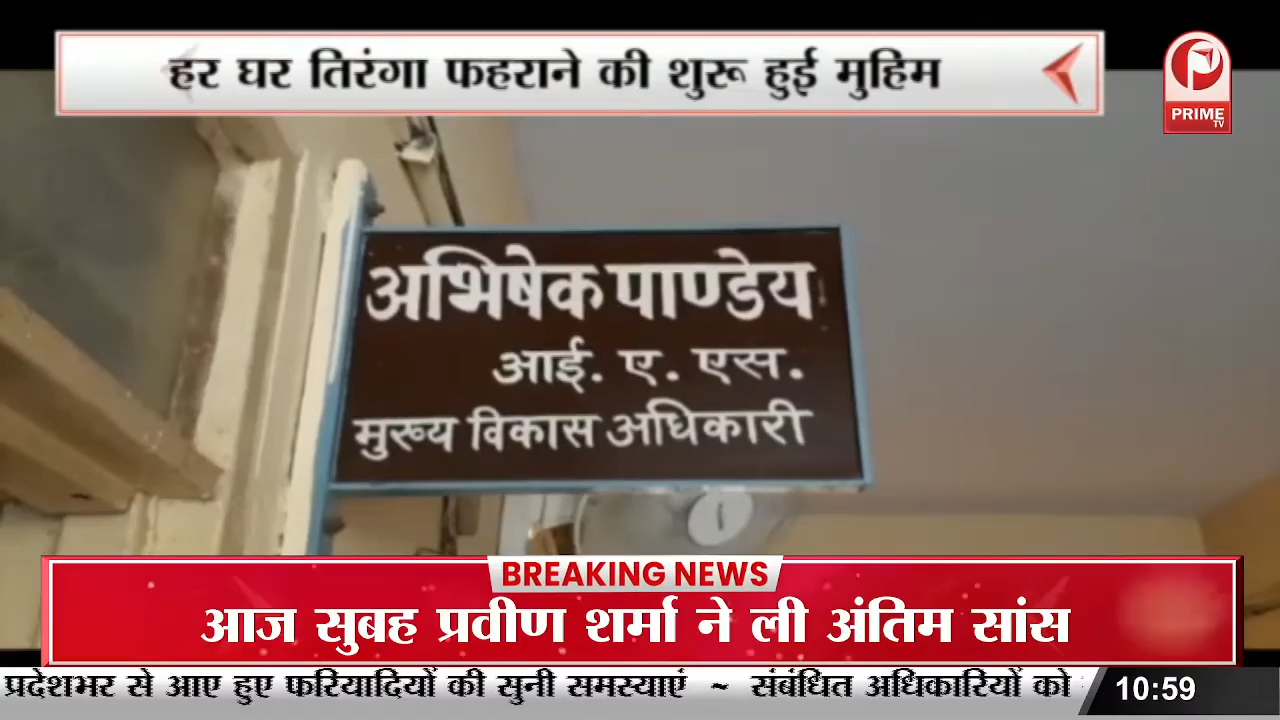 हर घर तिरंगा फहराने की शुरू हुई मुहिम
PRIME
TV
अभिषेक पाण्डेय
आई. ए. एस.
मुख्य विकास अधिकारी
BREAKING NEWS
आज सुबह प्रवीण शर्मा ने ली अंतिम सांस
प्रदेशभर से आए हुए फरियादियों की सुनी समस्याएं ~ संबंधित अधिकारियों को
10:59